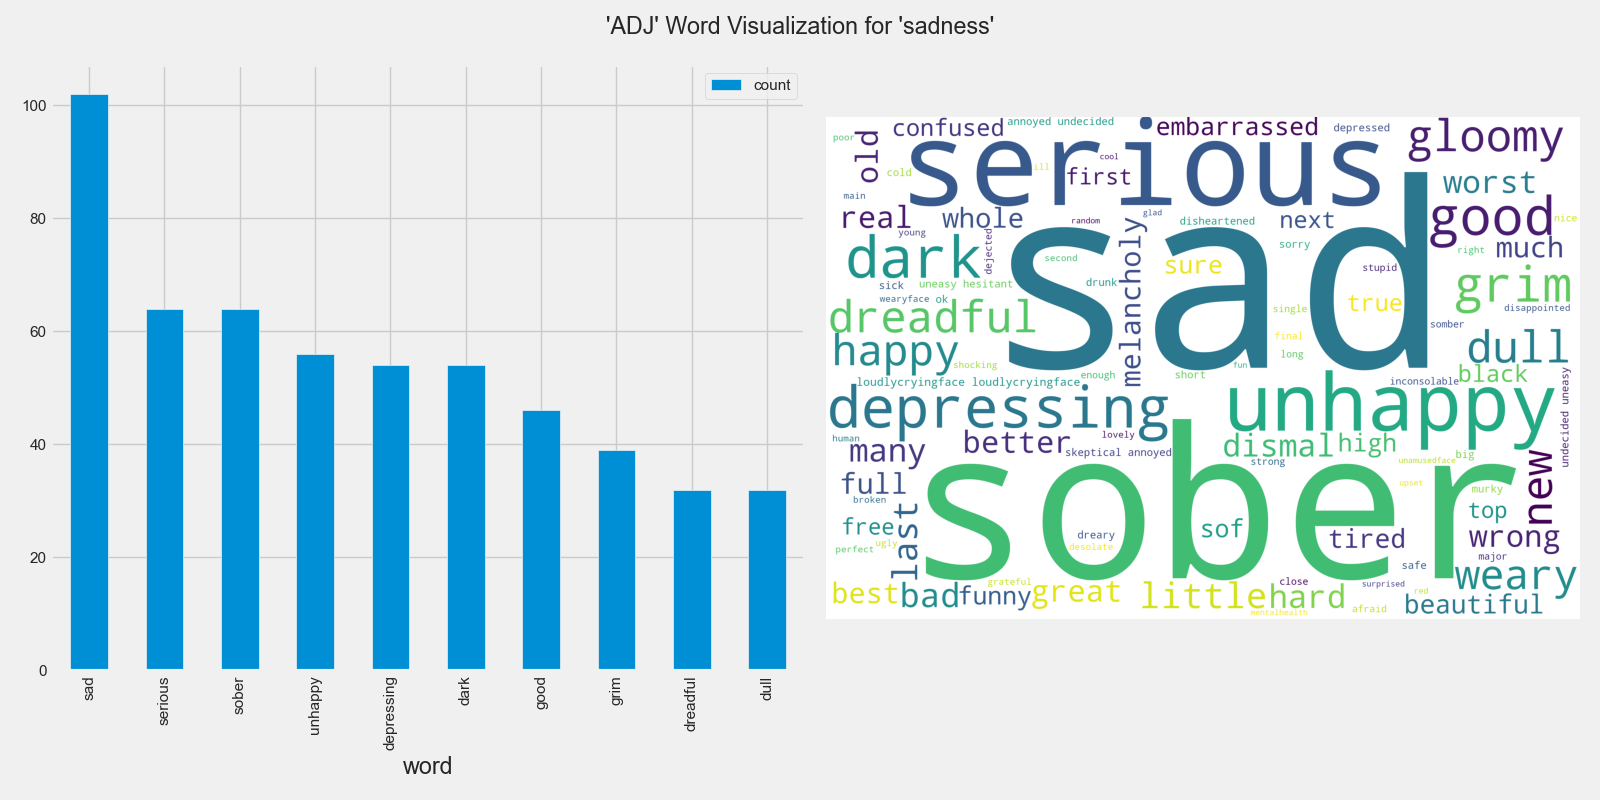 'ADJ' Word Visualization for 'sadness'
count
100
80
60
40
20
0
sad
serious
sober
unhappy
depressing
dark
good
grim
dreadful
dull
word
poor
old
confused
annoyed undecided
serious
embarrassed
depressed
gloomy
cold
cool
ill
first
main
worst
real
whole
random
glad
disheartened
next
good
nice
young
dejected
sad
melancholy
sorry
right
much
dark
second
sure
stupid
sick
uneasy hesitant
drunk
grim
wearyface
ok
single
true
disappointed
dreadful
somber
final
happy
shocking
long
dull
fun
loudlycryingface loudlycryingface
enough
short
inconsolable
black
undecided uneasy
depressing
unhappy
human
many
better
lovely
skeptical annoyed
dismal
high
big
strong
unamusedface
new
full
broken
sober
upset
murky
last
free
sof
top
dreary
tired
wrong
perfect
ugly
desolate
major
safe
weary
best
bad
funny
grateful
great
little
close
hard
surprised
red
afraid
beautiful
mentalhealth